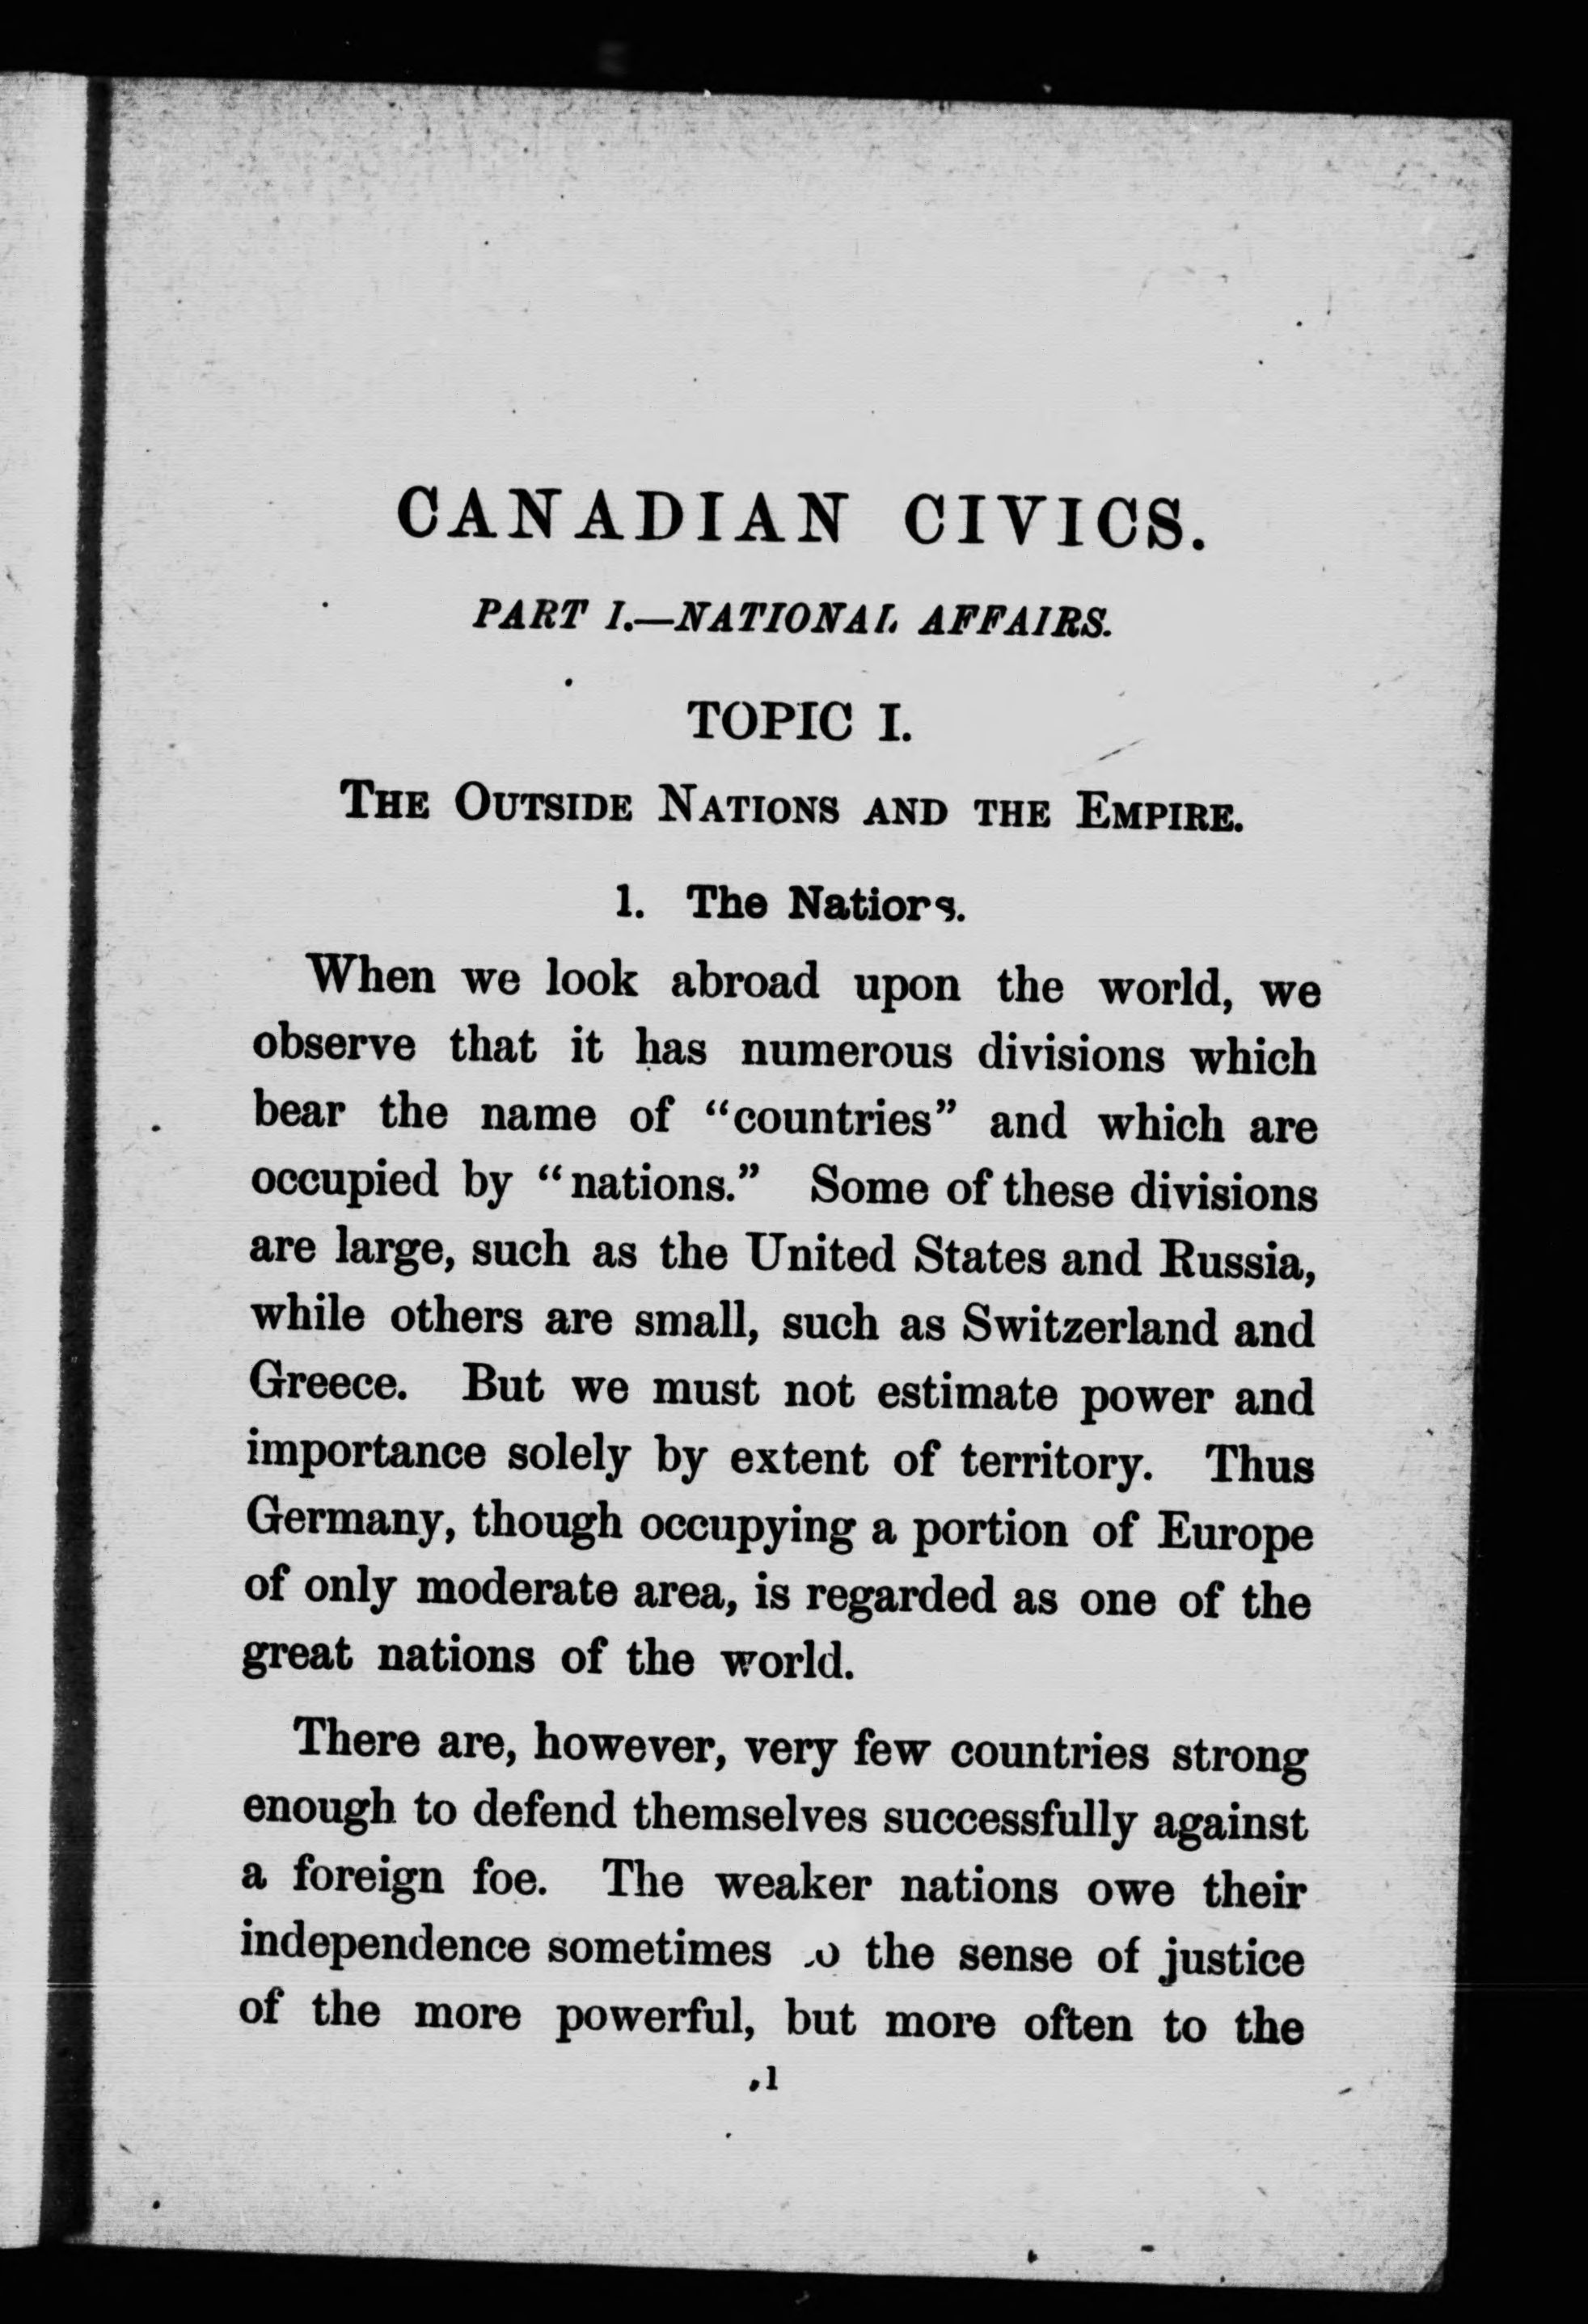 CANADIAN CIVICS.
PART I.—NATIONAL AFFAIRS.
TOPIC I.
THE OUTSIDE NATIONS AND THE EMPIRE.
1. The Nations.
When we look abroad upon the world, we
observe that it has numerous divisions which
bear the name of “countries” and which are
occupied by “nations.” Some of these divisions
are large, such as the United States and Russia,
while others are small, such as Switzerland and
Greece. But we must not estimate power and
importance solely by extent of territory. Thus
Germany, though occupying a portion of Europe
of only moderate area, is regarded as one of the
great nations of the world.
There are, however, very few countries strong
enough to defend themselves successfully against
a foreign foe. The weaker nations owe their
independence sometimes to the sense of justice
of the more powerful, but more often to the
1